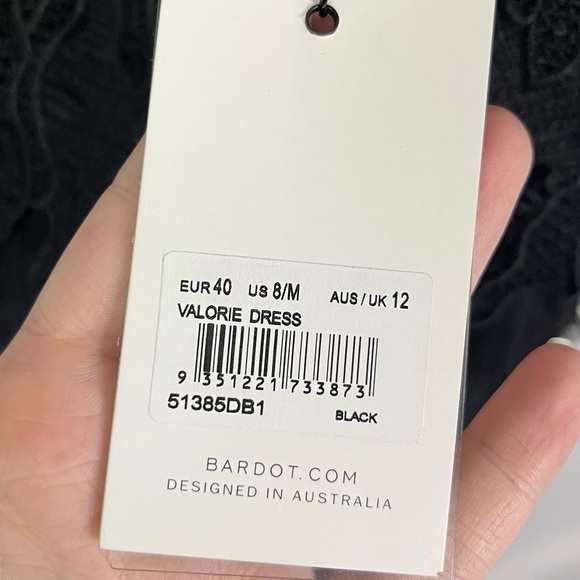 EUR 40 US 8/M AUS / UK 12
VALORIE DRESS
9 351221 733873
51385DB1 BLACK
BARDOT.COM
DESIGNED IN AUSTRALIA